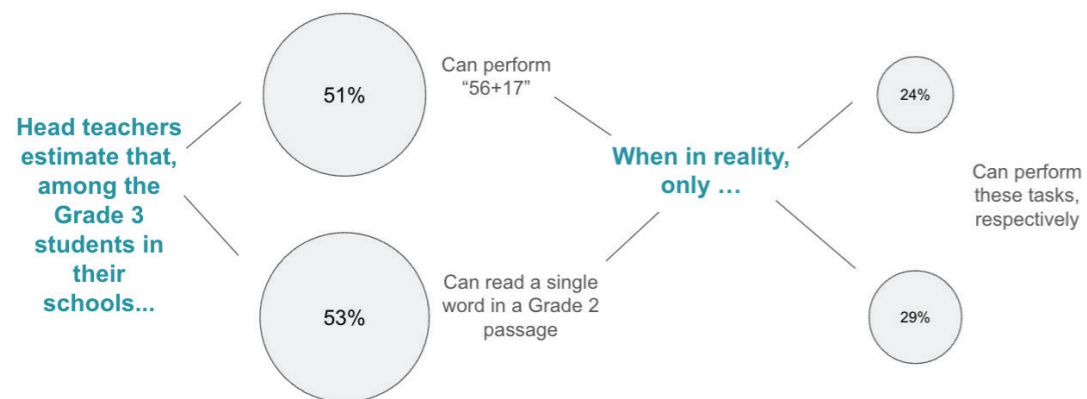 Head teachers
estimate that,
among the
Grade 3
students in
their
schools...
51%
Can perform
“56+17”
53%
Can read a single
word in a Grade 2
passage
When in reality,
only …
24%
29%
Can perform
these tasks,
respectively